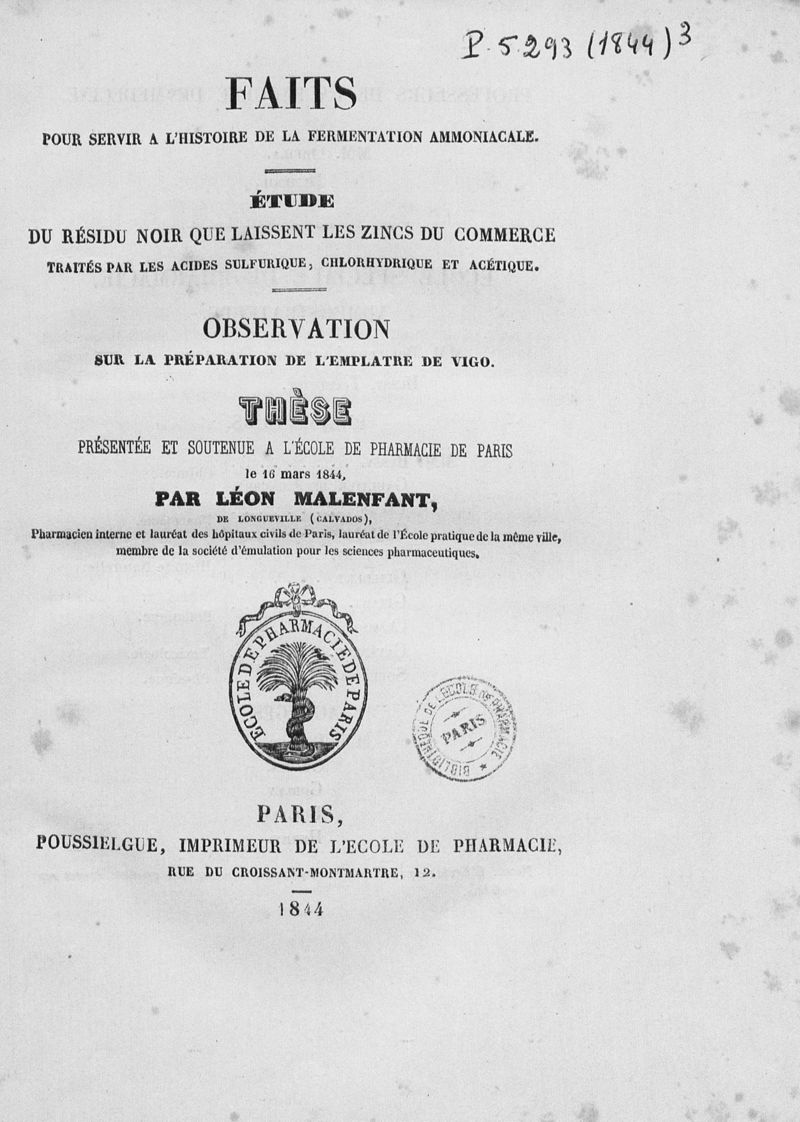 P. 5.293 (1844) 3
FAITS
POUR SERVIR A L'HISTOIRE DE LA FERMENTATION AMMONIACALE.
ÉTUDE
DU RÉSIDU NOIR QUE LAISSENT LES ZINCS DU COMMERCE
TRAITÉS PAR LES ACIDES SULFURIQUE, CHLORHYDRIQUE ET ACÉTIQUE.
OBSERVATION
SUR LA PRÉPARATION DE L'EMPLATRE DE VIGO.
THÈSE
PRÉSENTÉE ET SOUTENUE A L'ÉCOLE DE PHARMACIE DE PARIS
le 16 mars 1844,
PAR LÉON MALENFANT,
DE LONGUEVILLE (CALVADOS),
Pharmacien interne et lauréat des hôpitaux civils de Paris, lauréat de l'École pratique de la même ville,
membre de la société d'émulation pour les sciences pharmaceutiques.
ECOLE DE PHARMACIE DE PARIS
BIBLIOTHEQUE DE L'ECOLE DE PHARMACIE
PARIS
PARIS,
POUSSIELGUE, IMPRIMEUR DE L'ECOLE DE PHARMACIE,
RUE DU CROISSANT-MONTMARTRE, 12.
1844